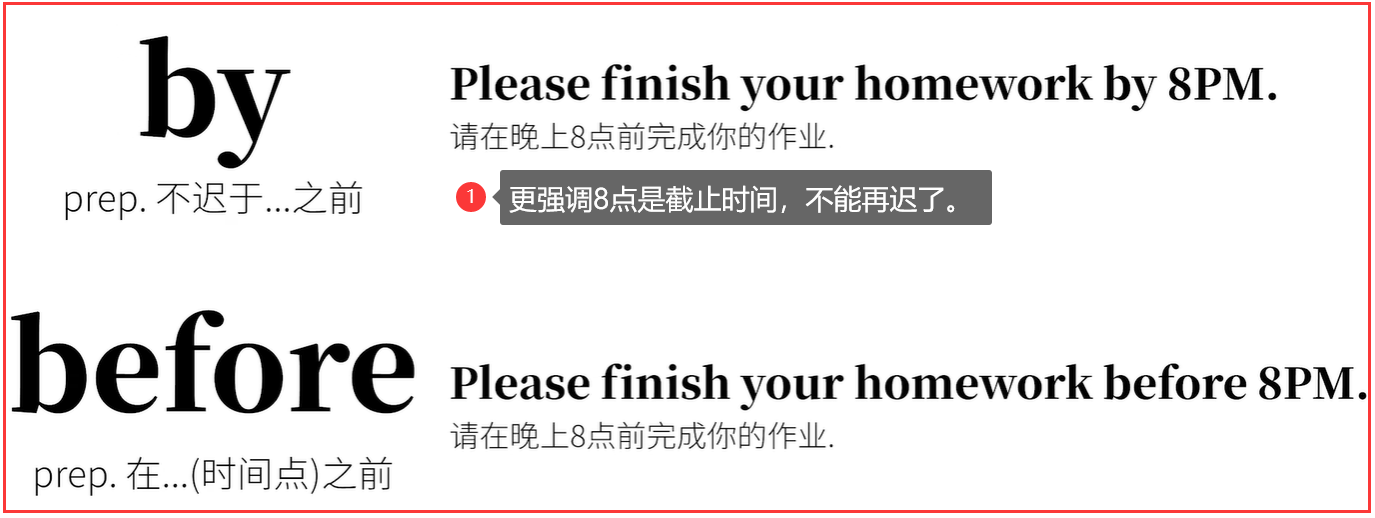 by
prep. 不迟于...之前
Please finish your homework by 8PM.
请在晚上8点前完成你的作业.
1
更强调8点是截止时间，不能再迟了。
before
prep. 在...(时间点)之前
Please finish your homework before 8PM.
请在晚上8点前完成你的作业.